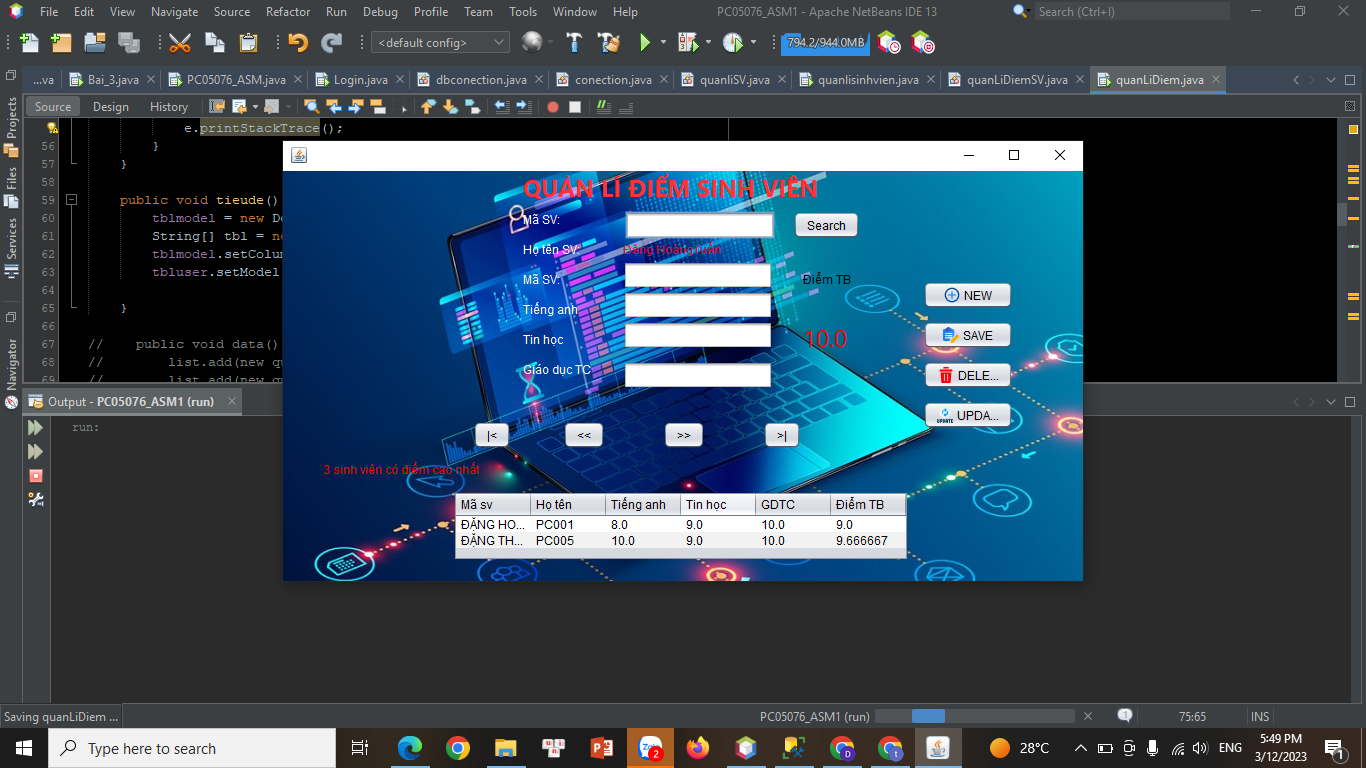 File Edit View Navigate Source Refactor Run Debug Profile Team Tools Window Help
PC05076_ASM1 - Apache NetBeans IDE 13
Search (Ctrl+I)
<default config>
794.2/944.0MB
...va Bai_3.java PC05076_ASM.java Login.java dbconection.java conection.java quanliSV.java quanlisinhvien.java quanLiDiemSV.java quanLiDiem.java
Source Design History
Projects
Files
Services
Navigator
e.printStackTrace();
56 }
57 }
58
59 public void tieude()
60 tblmodel = new De
61 String[] tbl = ne
62 tblmodel.setColum
63 tbluser.setModel
64
65 }
66
67 // public void data()
68 // list.add(new qu
69 // list.add(new qu
QUẢN LÍ ĐIỂM SINH VIÊN
Mã SV:
Search
Họ tên SV: Đặng Hoàng Tuấn
Mã SV:
Điểm TB
Tiếng anh
Tin học
10.0
Giáo dục TC
NEW
SAVE
DELE...
UPDATE UPDA...
|< << >> >|
3 sinh viên có điểm cao nhất
Mã sv Họ tên Tiếng anh Tin học GDTC Điểm TB
ĐẶNG HO... PC001 8.0 9.0 10.0 9.0
ĐẶNG TH... PC005 10.0 9.0 10.0 9.666667
Output - PC05076_ASM1 (run)
run:
Saving quanLiDiem ...
PC05076_ASM1 (run)
1
75:65
INS
Type here to search
2
28°C
ENG
5:49 PM
3/12/2023
1